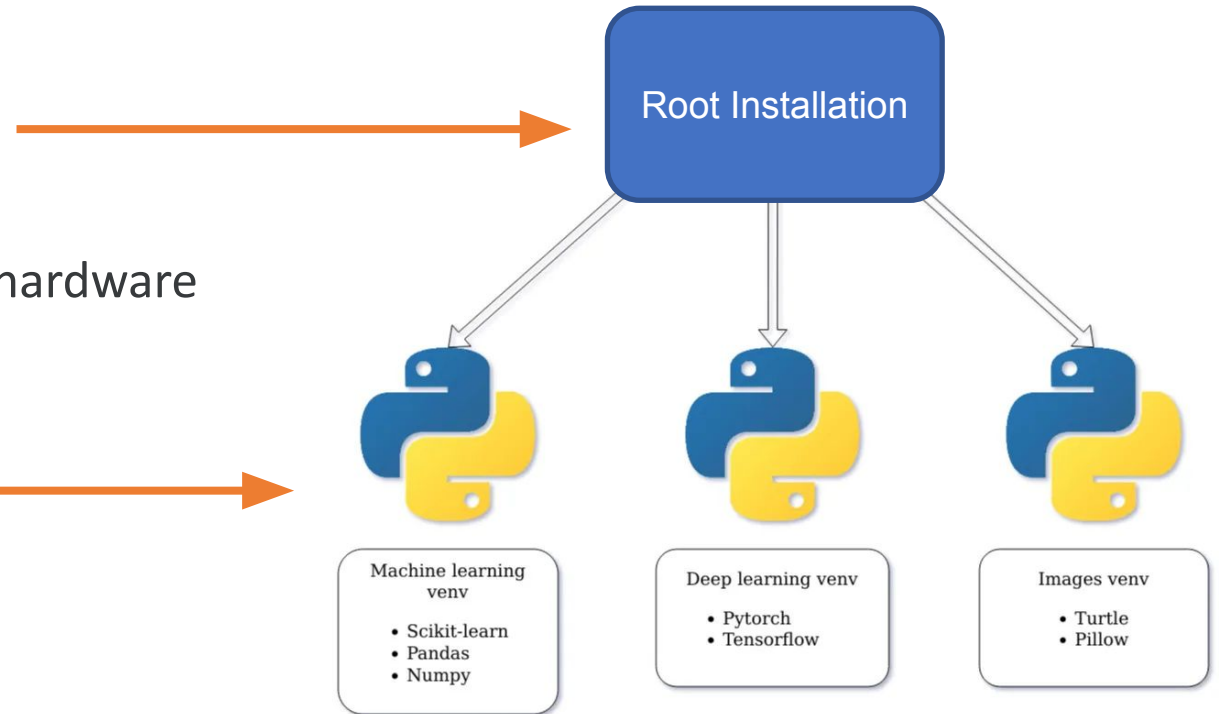 Root Installation
hardware
Machine learning
venv
• Scikit-learn
• Pandas
• Numpy
Deep learning venv
• Pytorch
• Tensorflow
Images venv
• Turtle
• Pillow